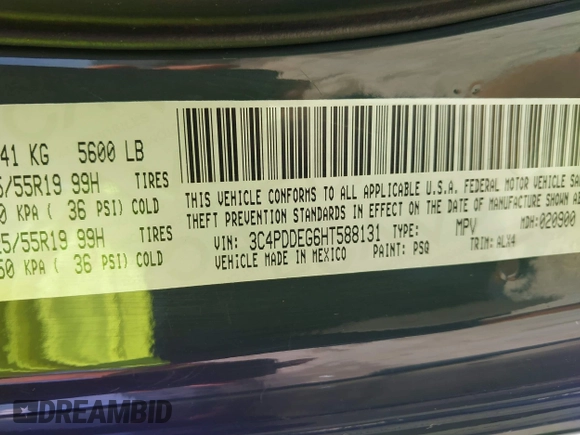 41 KG 5600 LB
/55R19 99H TIRES
0 KPA ( 36 PSI) COLD
5/55R19 99H TIRES
50 KPA ( 36 PSI) COLD
THIS VEHICLE CONFORMS TO ALL APPLICABLE U.S.A. FEDERAL MOTOR VEHICLE SA
THEFT PREVENTION STANDARDS IN EFFECT ON THE DATE OF MANUFACTURE SHOWN AB
VIN: 3C4PDDEG6HT588131 TYPE: MPV MDH:020900
VEHICLE MADE IN MEXICO PAINT: PSQ TRIM: ALX4
DREAMBID